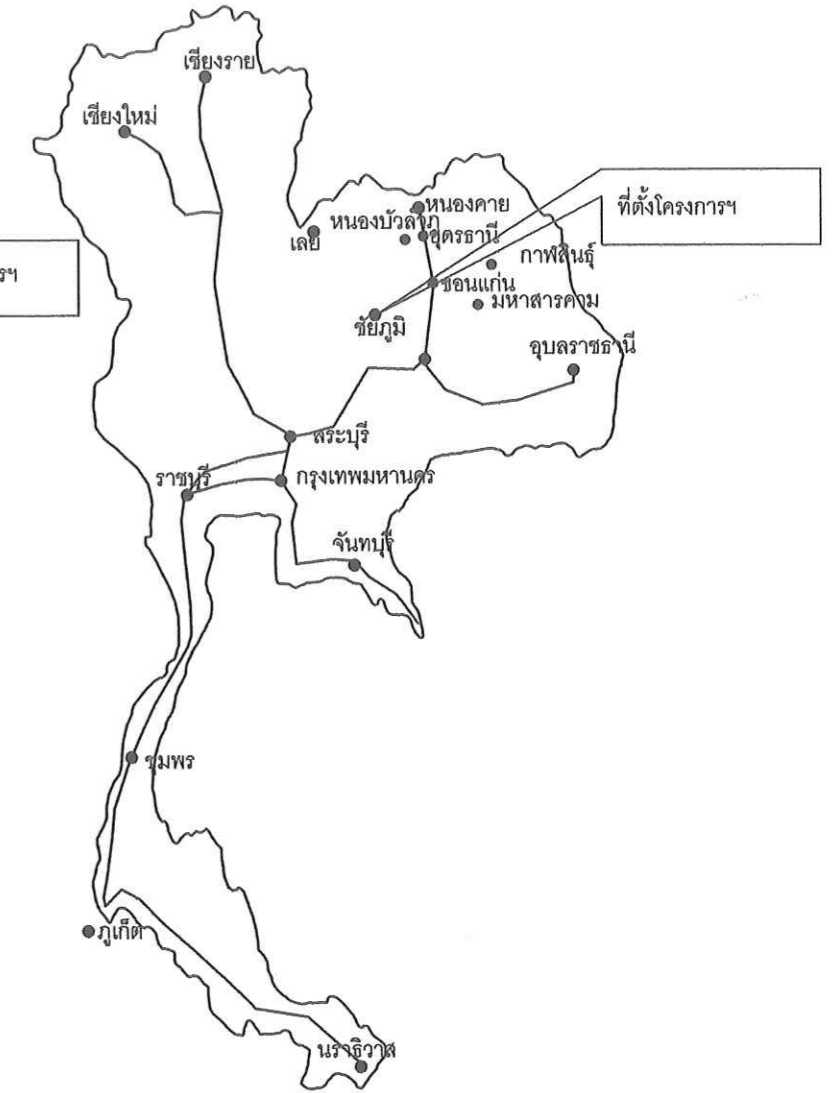 เชียงราย
เชียงใหม่
หนองคาย
ที่ตั้งโครงการฯ
หนองบัวลำภู
อุดรธานี
เลย
กาฬสินธุ์
รฯ
ขอนแก่น
มหาสารคาม
ชัยภูมิ
อุบลราชธานี
สระบุรี
ราชบุรี
กรุงเทพมหานคร
จันทบุรี
ชุมพร
ภูเก็ต
นราธิวาส